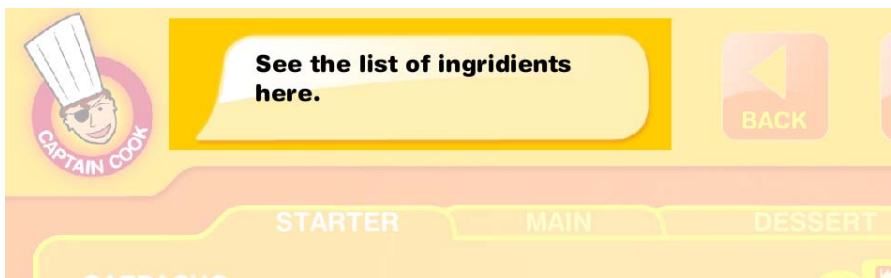 See the list of ingridients
here.
CAPTAIN COOK
BACK
STARTER MAIN DESSERT